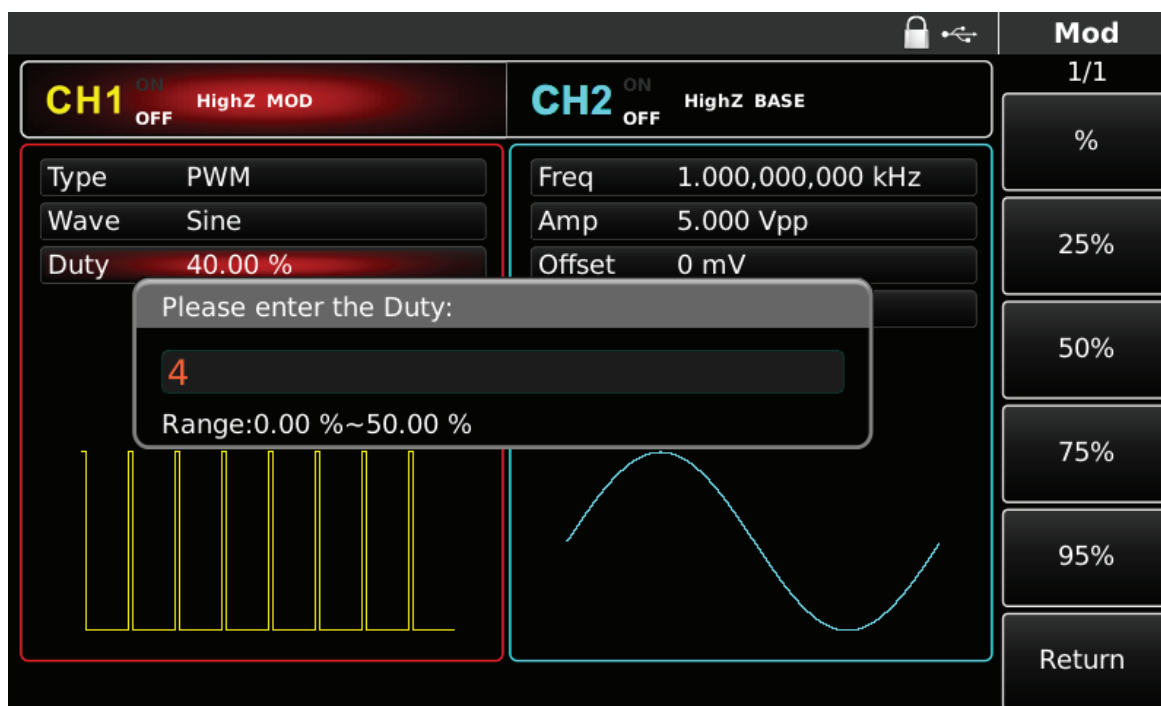 Mod
1/1
CH1 ON OFF HighZ MOD
CH2 ON OFF HighZ BASE
Type PWM
Wave Sine
Duty 40.00 %
Freq 1.000,000,000 kHz
Amp 5.000 Vpp
Offset 0 mV
Please enter the Duty:
4
Range:0.00 %~50.00 %
%
25%
50%
75%
95%
Return